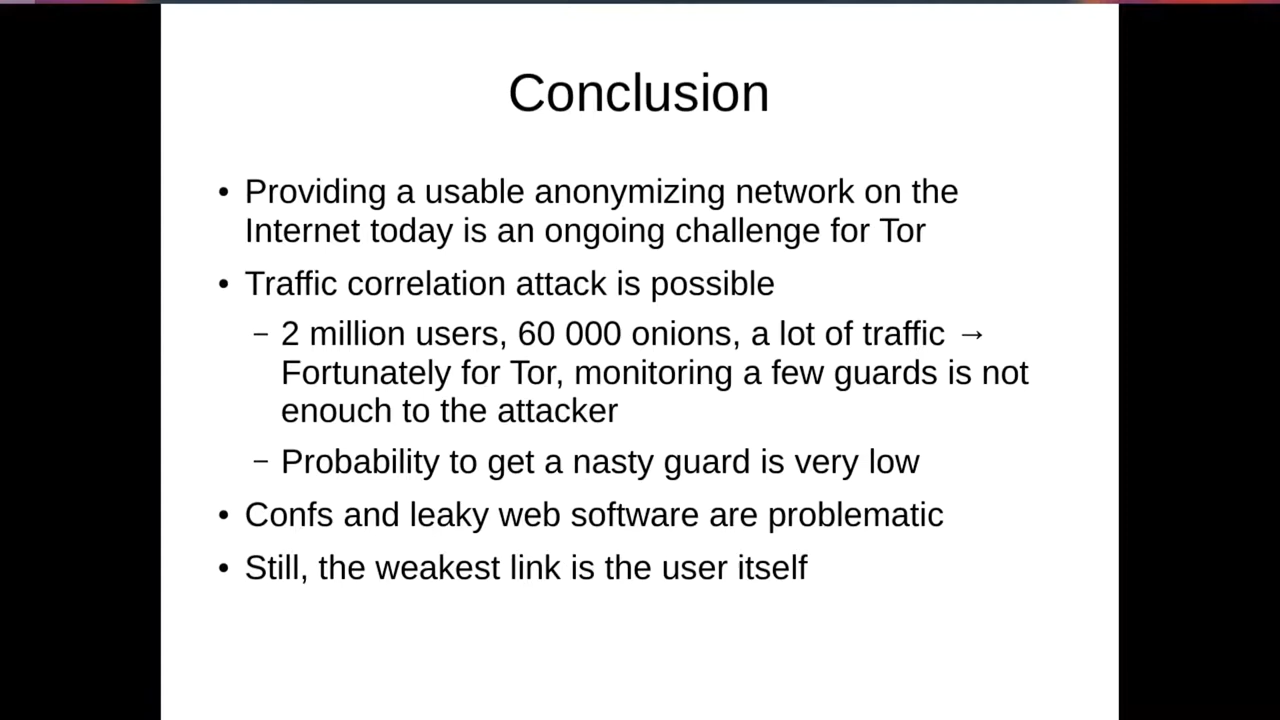 Conclusion
• Providing a usable anonymizing network on the
Internet today is an ongoing challenge for Tor
• Traffic correlation attack is possible
– 2 million users, 60 000 onions, a lot of traffic →
Fortunately for Tor, monitoring a few guards is not
enouch to the attacker
– Probability to get a nasty guard is very low
• Confs and leaky web software are problematic
• Still, the weakest link is the user itself